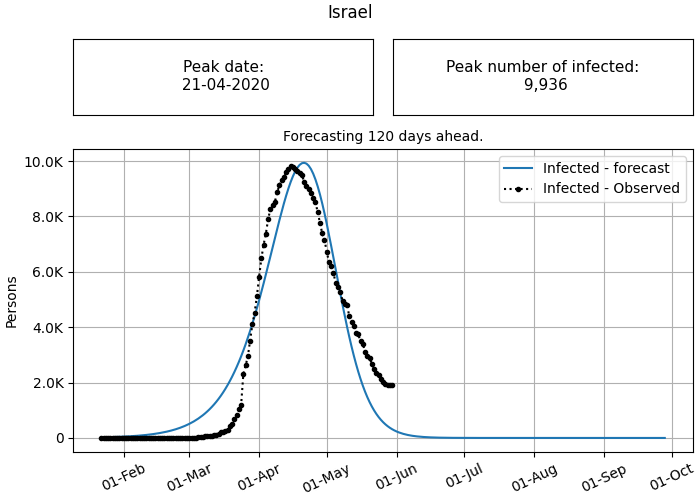 Israel
Peak date:
21-04-2020
Peak number of infected:
9,936
Forecasting 120 days ahead.
Infected - forecast
Infected - Observed
Persons
10.0K
8.0K
6.0K
4.0K
2.0K
0
01-Feb
01-Mar
01-Apr
01-May
01-Jun
01-Jul
01-Aug
01-Sep
01-Oct